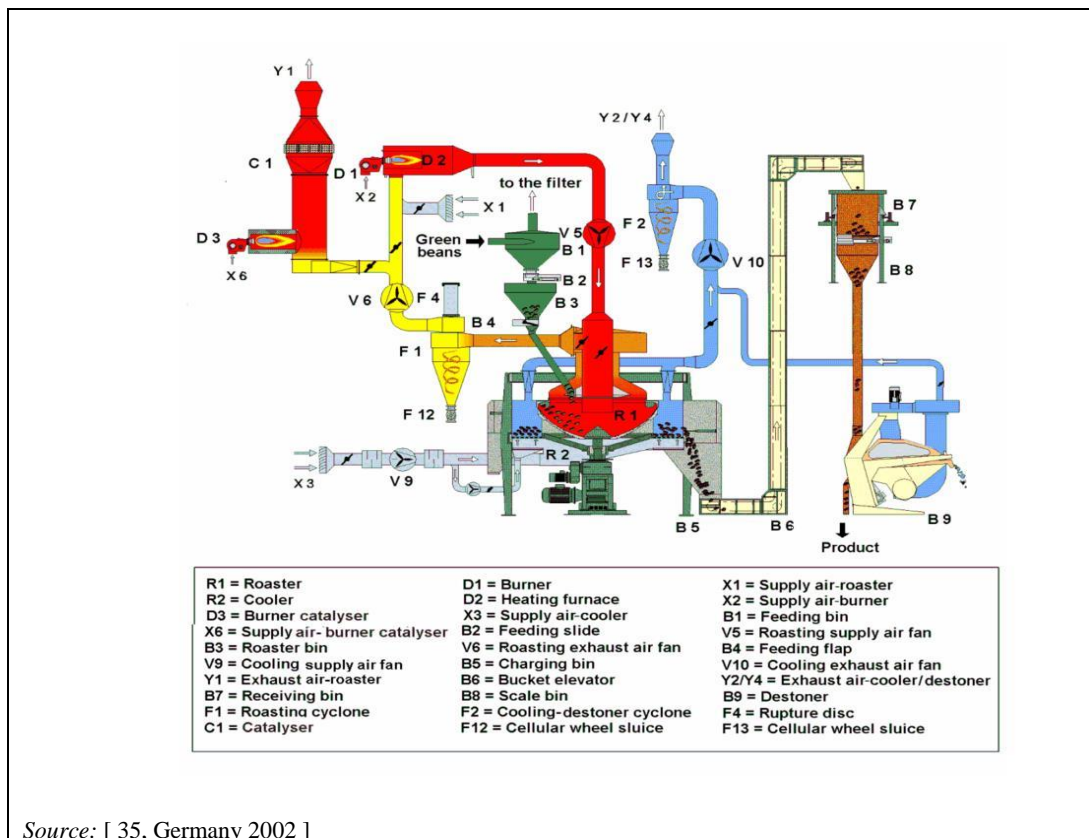 Y 1
Y2 / Y4
C 1
D 1
D 2
X 2
to the filter
X 1
F 2
B 7
D 3
Green
beans
V 5
B 1
X 6
F 13
V 10
B 2
B 8
V 6
F 4
B 3
B 4
F 1
R 1
F 12
R 2
X 3
V 9
B 5
B 6
B 9
Product
R1 = Roaster
R2 = Cooler
D3 = Burner catalyser
X6 = Supply air- burner catalyser
B3 = Roaster bin
V9 = Cooling supply air fan
Y1 = Exhaust air-roaster
B7 = Receiving bin
F1 = Roasting cyclone
C1 = Catalyser
D1 = Burner
D2 = Heating furnace
X3 = Supply air-cooler
B2 = Feeding slide
V6 = Roasting exhaust air fan
B5 = Charging bin
B6 = Bucket elevator
B8 = Scale bin
F2 = Cooling-destoner cyclone
F12 = Cellular wheel sluice
X1 = Supply air-roaster
X2 = Supply air-burner
B1 = Feeding bin
V5 = Roasting supply air fan
B4 = Feeding flap
V10 = Cooling exhaust air fan
Y2/Y4 = Exhaust air-cooler/destoner
B9 = Destoner
F4 = Rupture disc
F13 = Cellular wheel sluice
Source: [ 35, Germany 2002 ]